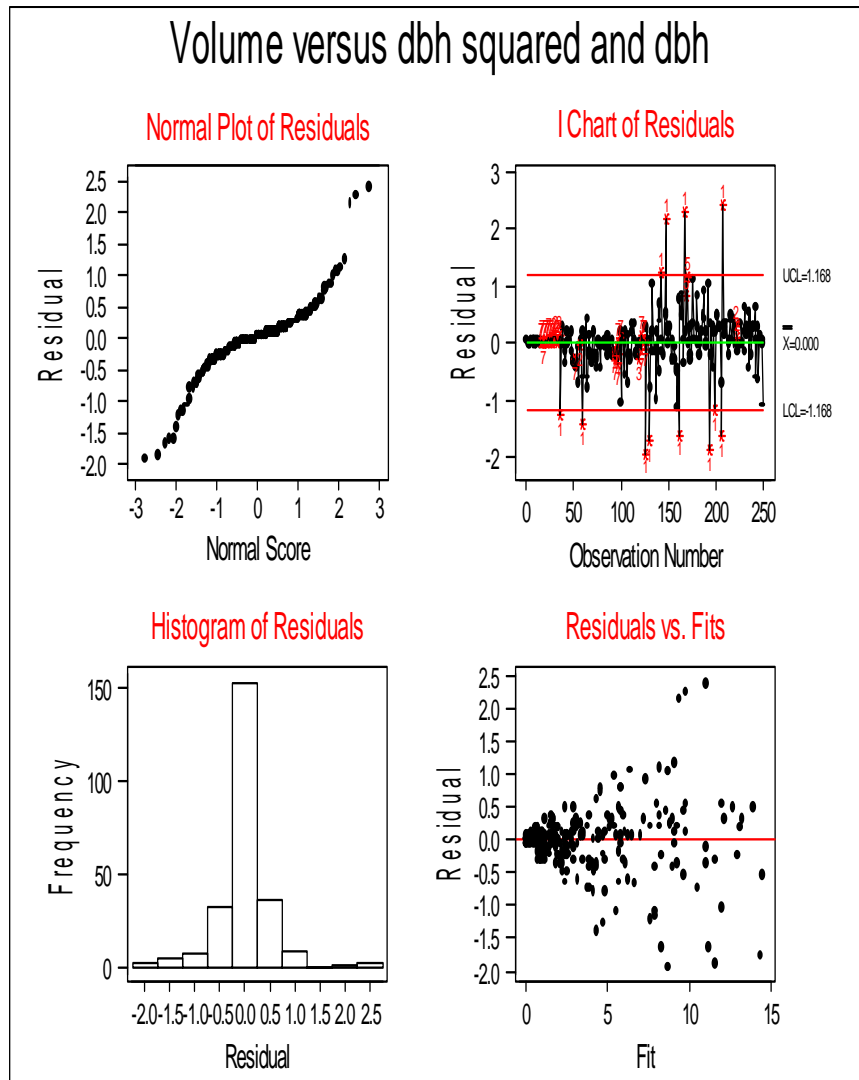 Volume versus dbh squared and dbh
Normal Plot of Residuals
Residual
2.5
2.0
1.5
1.0
0.5
0.0
-0.5
-1.0
-1.5
-2.0
-3 -2 -1 0 1 2 3
Normal Score
I Chart of Residuals
Residual
3
2
1
0
-1
-2
0 50 100 150 200 250
Observation Number
UCL=1.168
X=0.000
LCL=-1.168
Histogram of Residuals
Frequency
150
100
50
0
-2.0 -1.5 -1.0 -0.5 0.0 0.5 1.0 1.5 2.0 2.5
Residual
Residuals vs. Fits
Residual
2.5
2.0
1.5
1.0
0.5
0.0
-0.5
-1.0
-1.5
-2.0
0 5 10 15
Fit